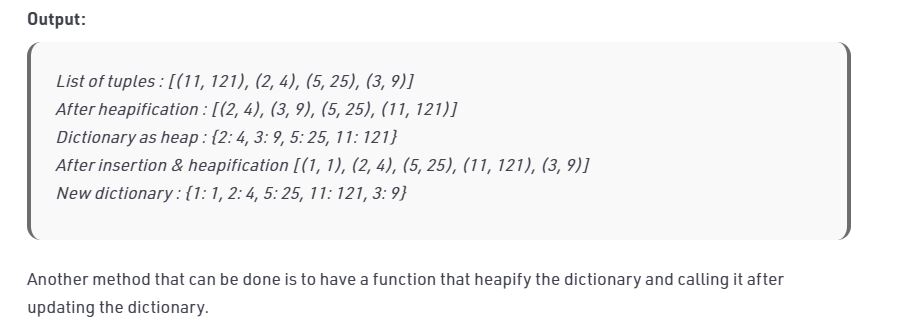 Output:
List of tuples : [(11, 121), (2, 4), (5, 25), (3, 9)]
After heapification : [(2, 4), (3, 9), (5, 25), (11, 121)]
Dictionary as heap : {2: 4, 3: 9, 5: 25, 11: 121}
After insertion & heapification [(1, 1), (2, 4), (5, 25), (11, 121), (3, 9)]
New dictionary : {1: 1, 2: 4, 5: 25, 11: 121, 3: 9}
Another method that can be done is to have a function that heapify the dictionary and calling it after
updating the dictionary.